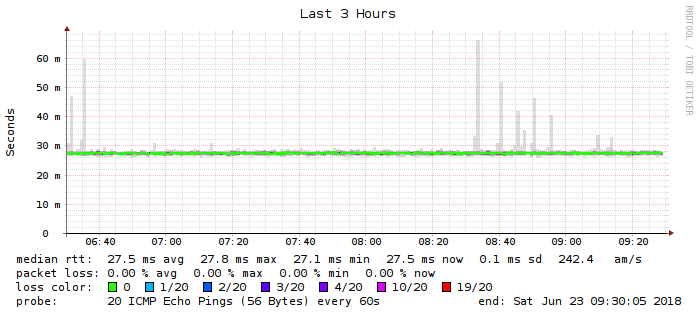 Last 3 Hours
RRDTOOL / TOBI OETIKER
Seconds
60 m
50 m
40 m
30 m
20 m
10 m
0
06:40 07:00 07:20 07:40 08:00 08:20 08:40 09:00 09:20
median rtt: 27.5 ms avg 27.8 ms max 27.1 ms min 27.5 ms now 0.1 ms sd 242.4 am/s
packet loss: 0.00 % avg 0.00 % max 0.00 % min 0.00 % now
loss color: 0 1/20 2/20 3/20 4/20 10/20 19/20
probe: 20 ICMP Echo Pings (56 Bytes) every 60s end: Sat Jun 23 09:30:05 2018